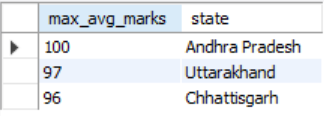 max_avg_marks state
100 Andhra Pradesh
97 Uttarakhand
96 Chhattisgarh